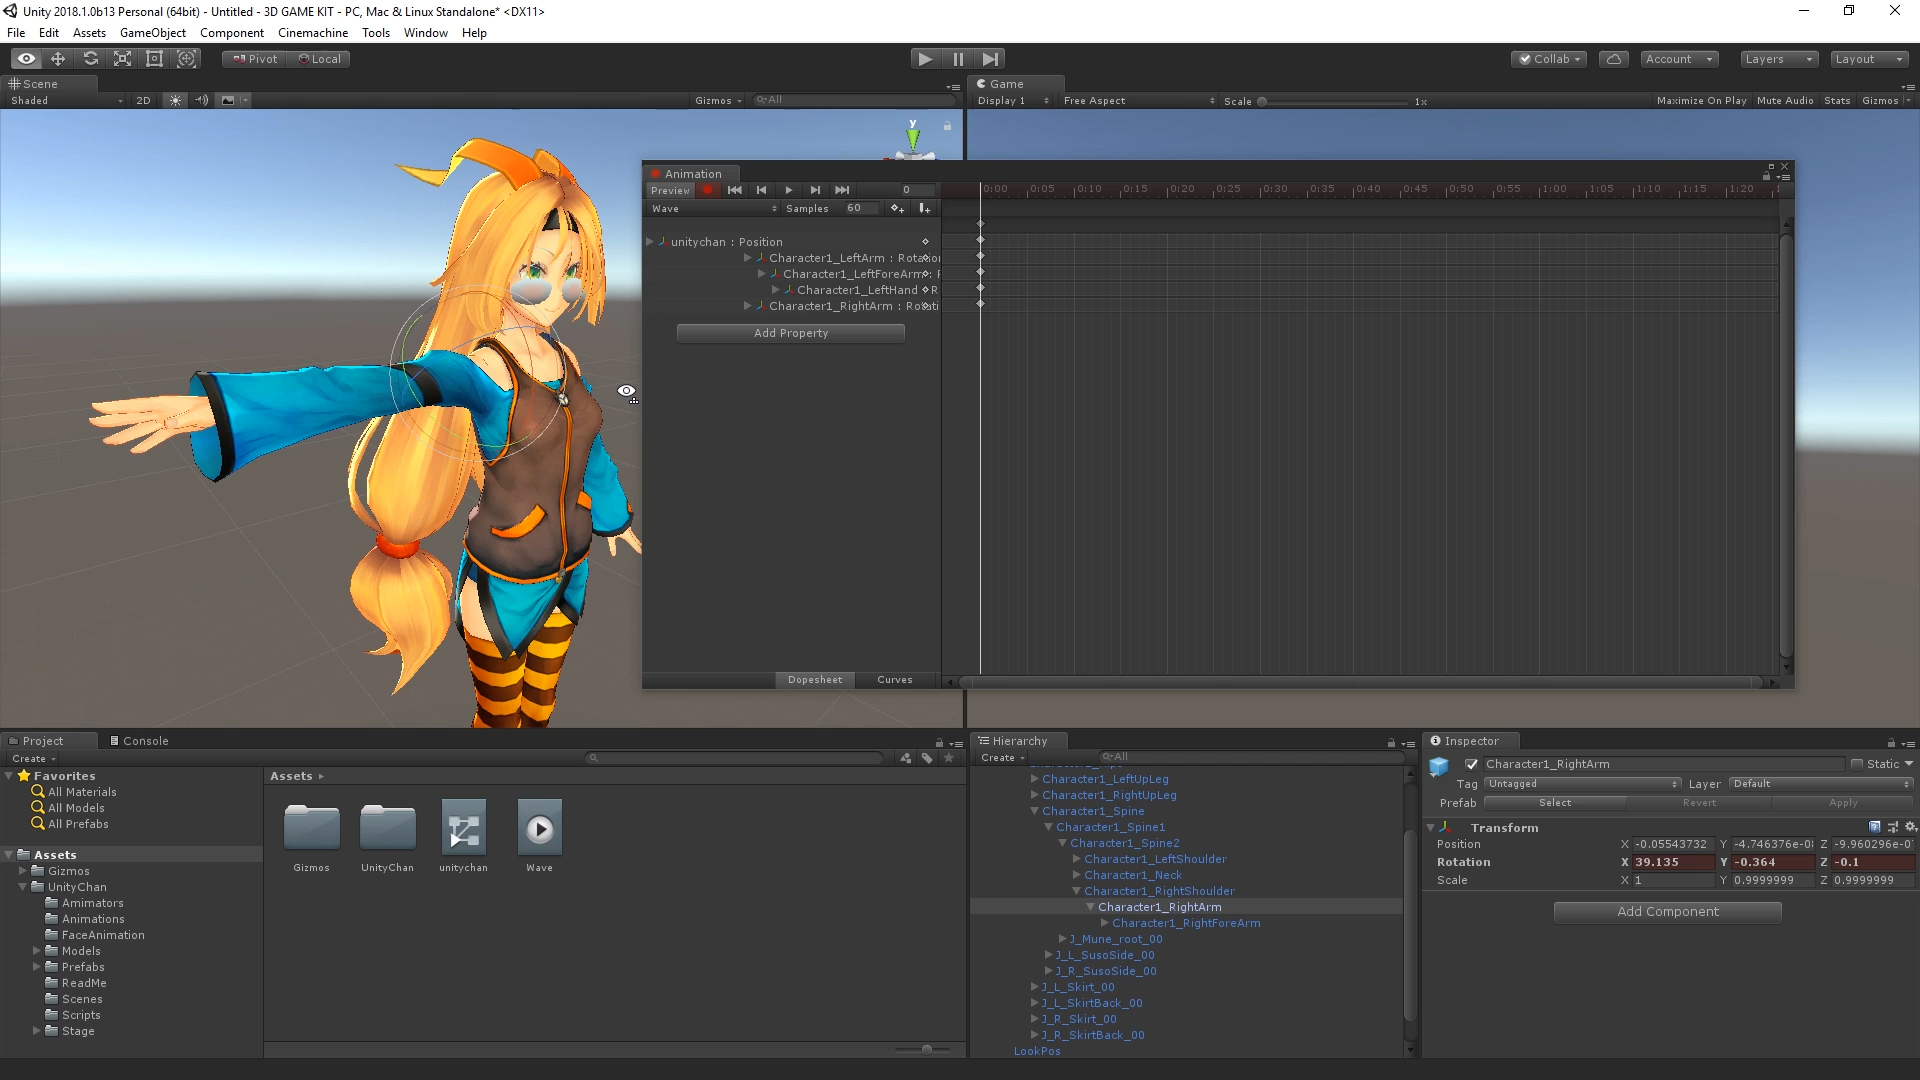 Unity 2018.1.0b13 Personal (64bit) - Untitled - 3D GAME KIT - PC, Mac & Linux Standalone* <DX11>
File Edit Assets GameObject Component Cinemachine Tools Window Help
Pivot Local Collab Account Layers Layout
Scene
Shaded 2D Gizmos All
y
Game
Display 1 Free Aspect Scale 1x Maximize On Play Mute Audio Stats Gizmos
Animation
Preview 0
0:00 0:05 0:10 0:15 0:20 0:25 0:30 0:35 0:40 0:45 0:50 0:55 1:00 1:05 1:10 1:15 1:20
Wave Samples 60
unitychan : Position
Character1_LeftArm : Rotation
Character1_LeftForeArm :
Character1_LeftHand R
Character1_RightArm : Rotati
Add Property
Dopesheet Curves
Project Console
Create
Favorites
All Materials
All Models
All Prefabs
Assets
Gizmos
UnityChan
Amimators
Animations
FaceAnimation
Models
Prefabs
ReadMe
Scenes
Scripts
Stage
Assets
Gizmos UnityChan unitychan Wave
Hierarchy
Create All
Character1_LeftUpLeg
Character1_RightUpLeg
Character1_Spine
Character1_Spine1
Character1_Spine2
Character1_LeftShoulder
Character1_Neck
Character1_RightShoulder
Character1_RightArm
Character1_RightForeArm
J_Mune_root_00
J_L_SusoSide_00
J_R_SusoSide_00
J_L_Skirt_00
J_L_SkirtBack_00
J_R_Skirt_00
J_R_SkirtBack_00
LookPos
Inspector
Character1_RightArm Static
Tag Untagged Layer Default
Prefab Select Revert Apply
Transform
Position X -0.05543732 Y -4.746376e-0 Z -9.960296e-0
Rotation X 39.135 Y -0.364 Z -0.1
Scale X 1 Y 0.9999999 Z 0.9999999
Add Component